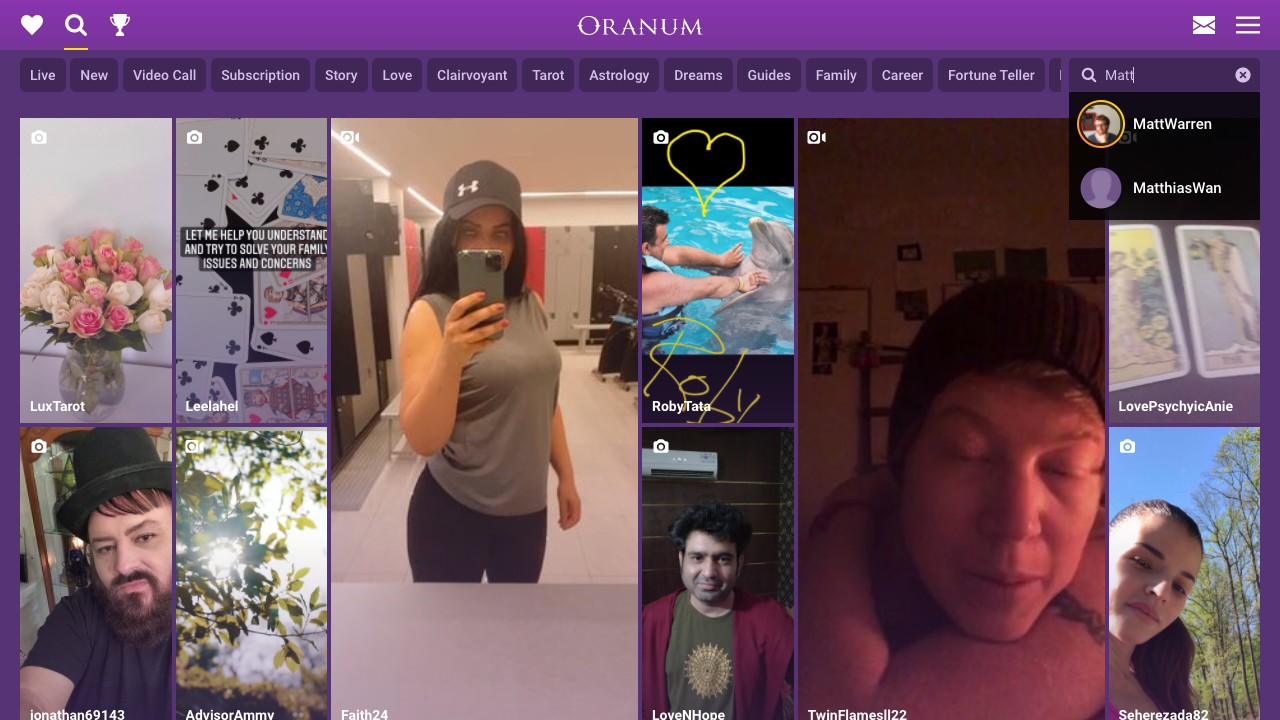 ORANUM
Live
New
Video Call
Subscription
Story
Love
Clairvoyant
Tarot
Astrology
Dreams
Guides
Family
Career
Fortune Teller
Matt
MattWarren
MatthiasWan
LET ME HELP YOU UNDERSTAND
AND TRY TO SOLVE YOUR FAMILY
ISSUES AND CONCERNS
Roby
LuxTarot
Leelahel
RobyTata
LovePsychyicAnie
jonathan69143
AdvisorAmmy
Faith24
LoveNHope
TwinFlamesII22
Seherezada82